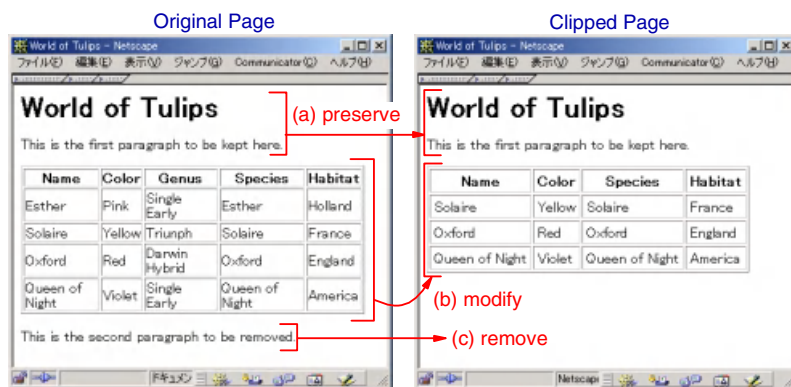 Original Page
World of Tulips - Netscape
ファイル(F) 編集(E) 表示(V) ジャンプ(G) Communicator(C) ヘルプ(H)
World of Tulips
This is the first paragraph to be kept here.
Name Color Genus Species Habitat
Esther Pink Single Early Esther Holland
Solaire Yellow Triunph Solaire France
Oxford Red Darwin Hybrid Oxford England
Queen of Night Violet Single Early Queen of Night America
This is the second paragraph to be removed.
ドキュメン
(a) preserve
(b) modify
(c) remove
Clipped Page
World of Tulips - Netscape
ファイル(F) 編集(E) 表示(V) ジャンプ(G) Communicator(C) ヘルプ(H)
World of Tulips
This is the first paragraph to be kept here.
Name Color Species Habitat
Solaire Yellow Solaire France
Oxford Red Oxford England
Queen of Night Violet Queen of Night America
Netscap